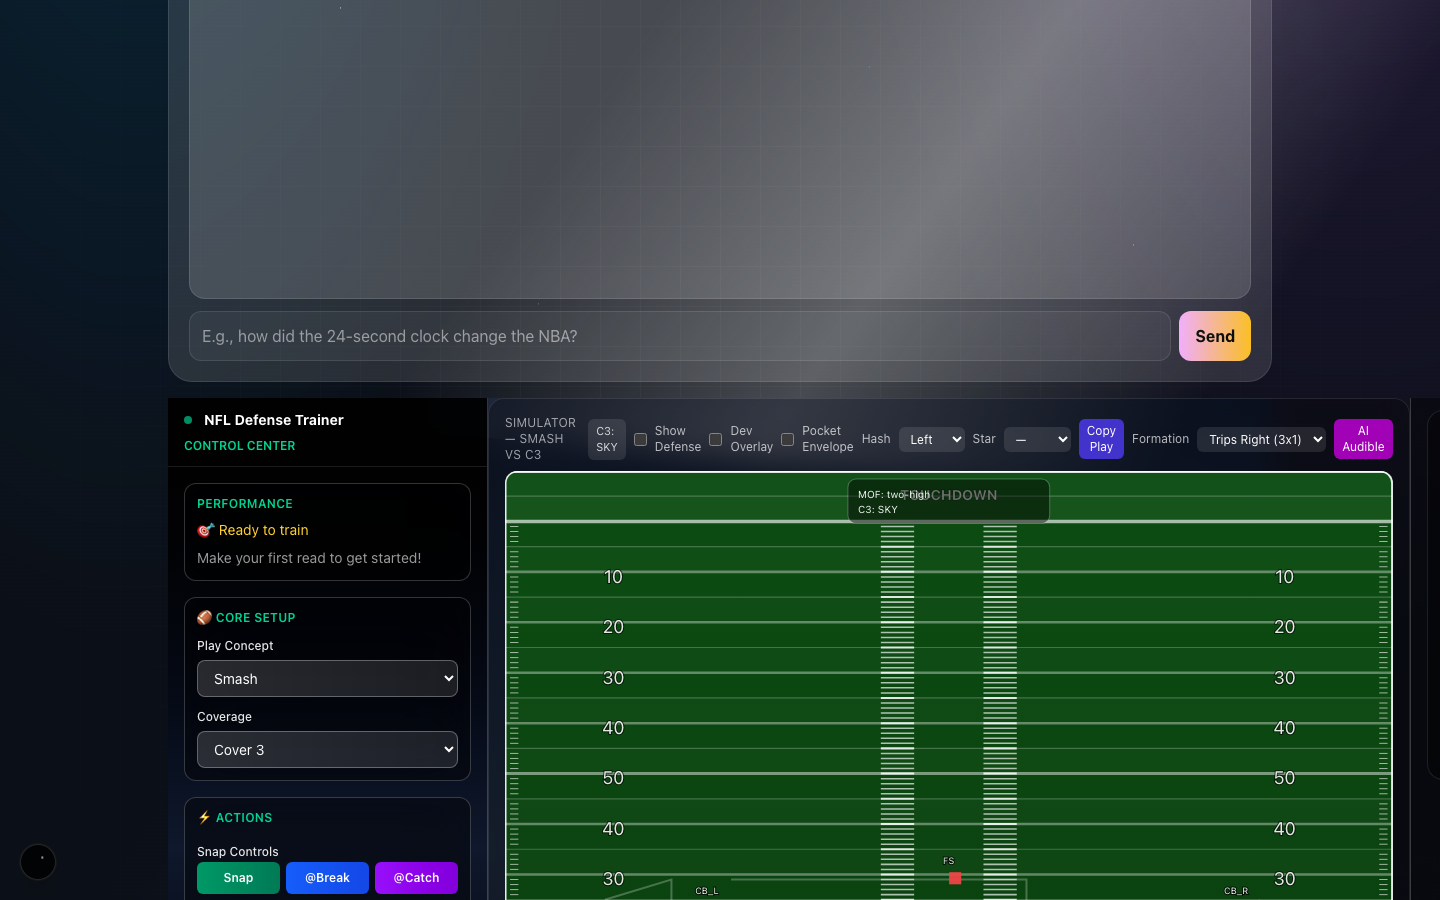 E.g., how did the 24-second clock change the NBA?
Send
NFL Defense Trainer
CONTROL CENTER
PERFORMANCE
🎯 Ready to train
Make your first read to get started!
🏈 CORE SETUP
Play Concept
Smash
Coverage
Cover 3
⚡ ACTIONS
Snap Controls
Snap
@Break
@Catch
SIMULATOR
— SMASH
VS C3
C3:
SKY
Show
Defense
Dev
Overlay
Pocket
Envelope
Hash
Left
Star
—
Copy
Play
Formation
Trips Right (3x1)
AI
Audible
TOUCHDOWN
MOF: two-high
C3: SKY
10 10
20 20
30 30
40 40
50 50
40 40
FS
30 30
CB_L
CB_R